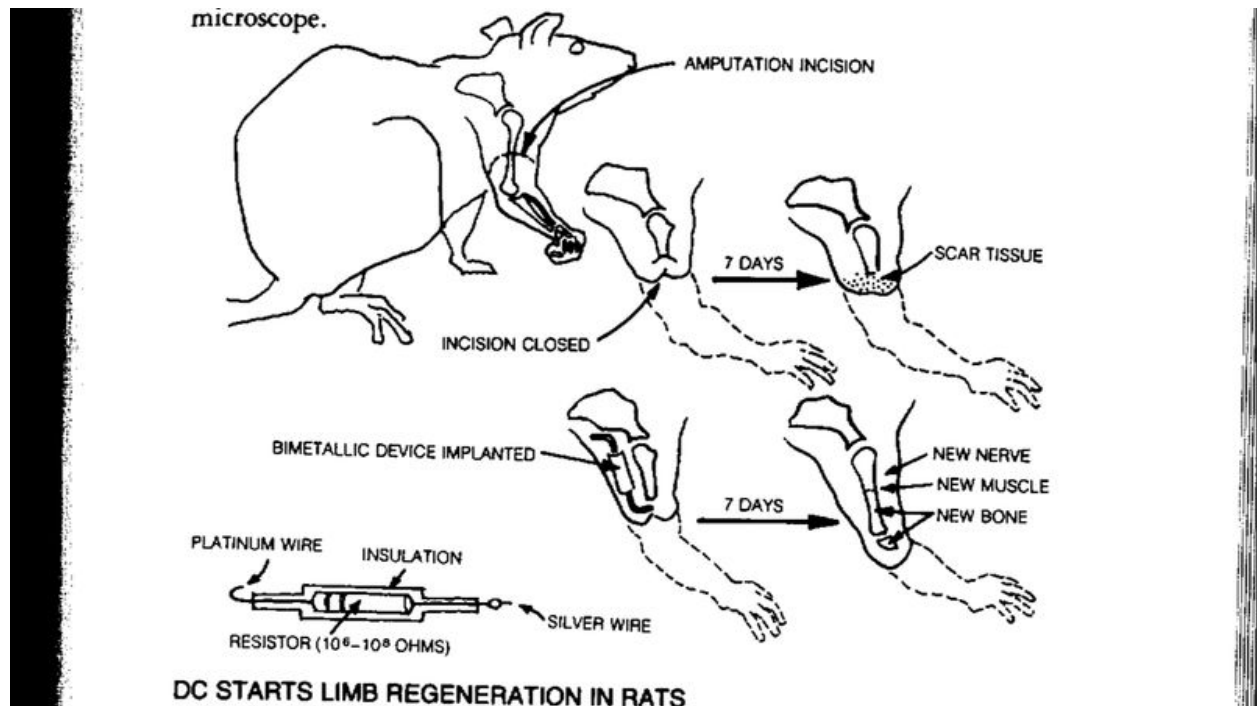 microscope.
AMPUTATION INCISION
7 DAYS
SCAR TISSUE
INCISION CLOSED
BIMETALLIC DEVICE IMPLANTED
7 DAYS
NEW NERVE
NEW MUSCLE
NEW BONE
PLATINUM WIRE
INSULATION
SILVER WIRE
RESISTOR (10⁶–10⁸ OHMS)
DC STARTS LIMB REGENERATION IN RATS